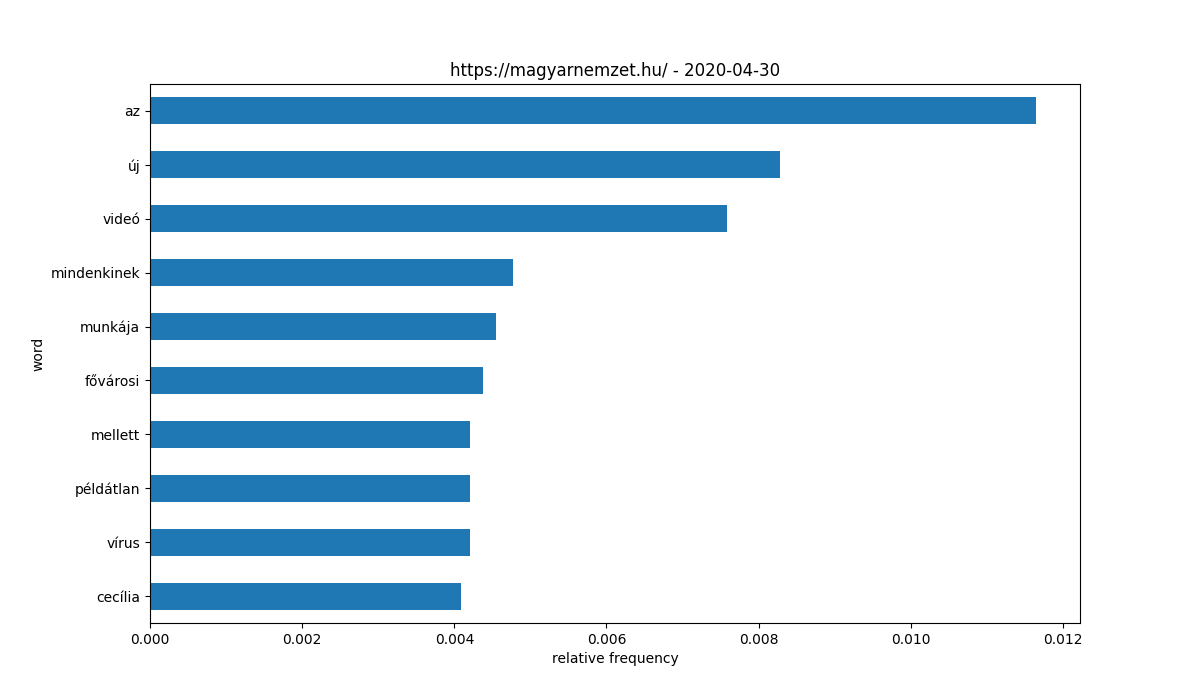 https://magyarnemzet.hu/ - 2020-04-30
az
új
videó
mindenkinek
munkája
fővárosi
mellett
példátlan
vírus
cecília
word
0.000 0.002 0.004 0.006 0.008 0.010 0.012
relative frequency